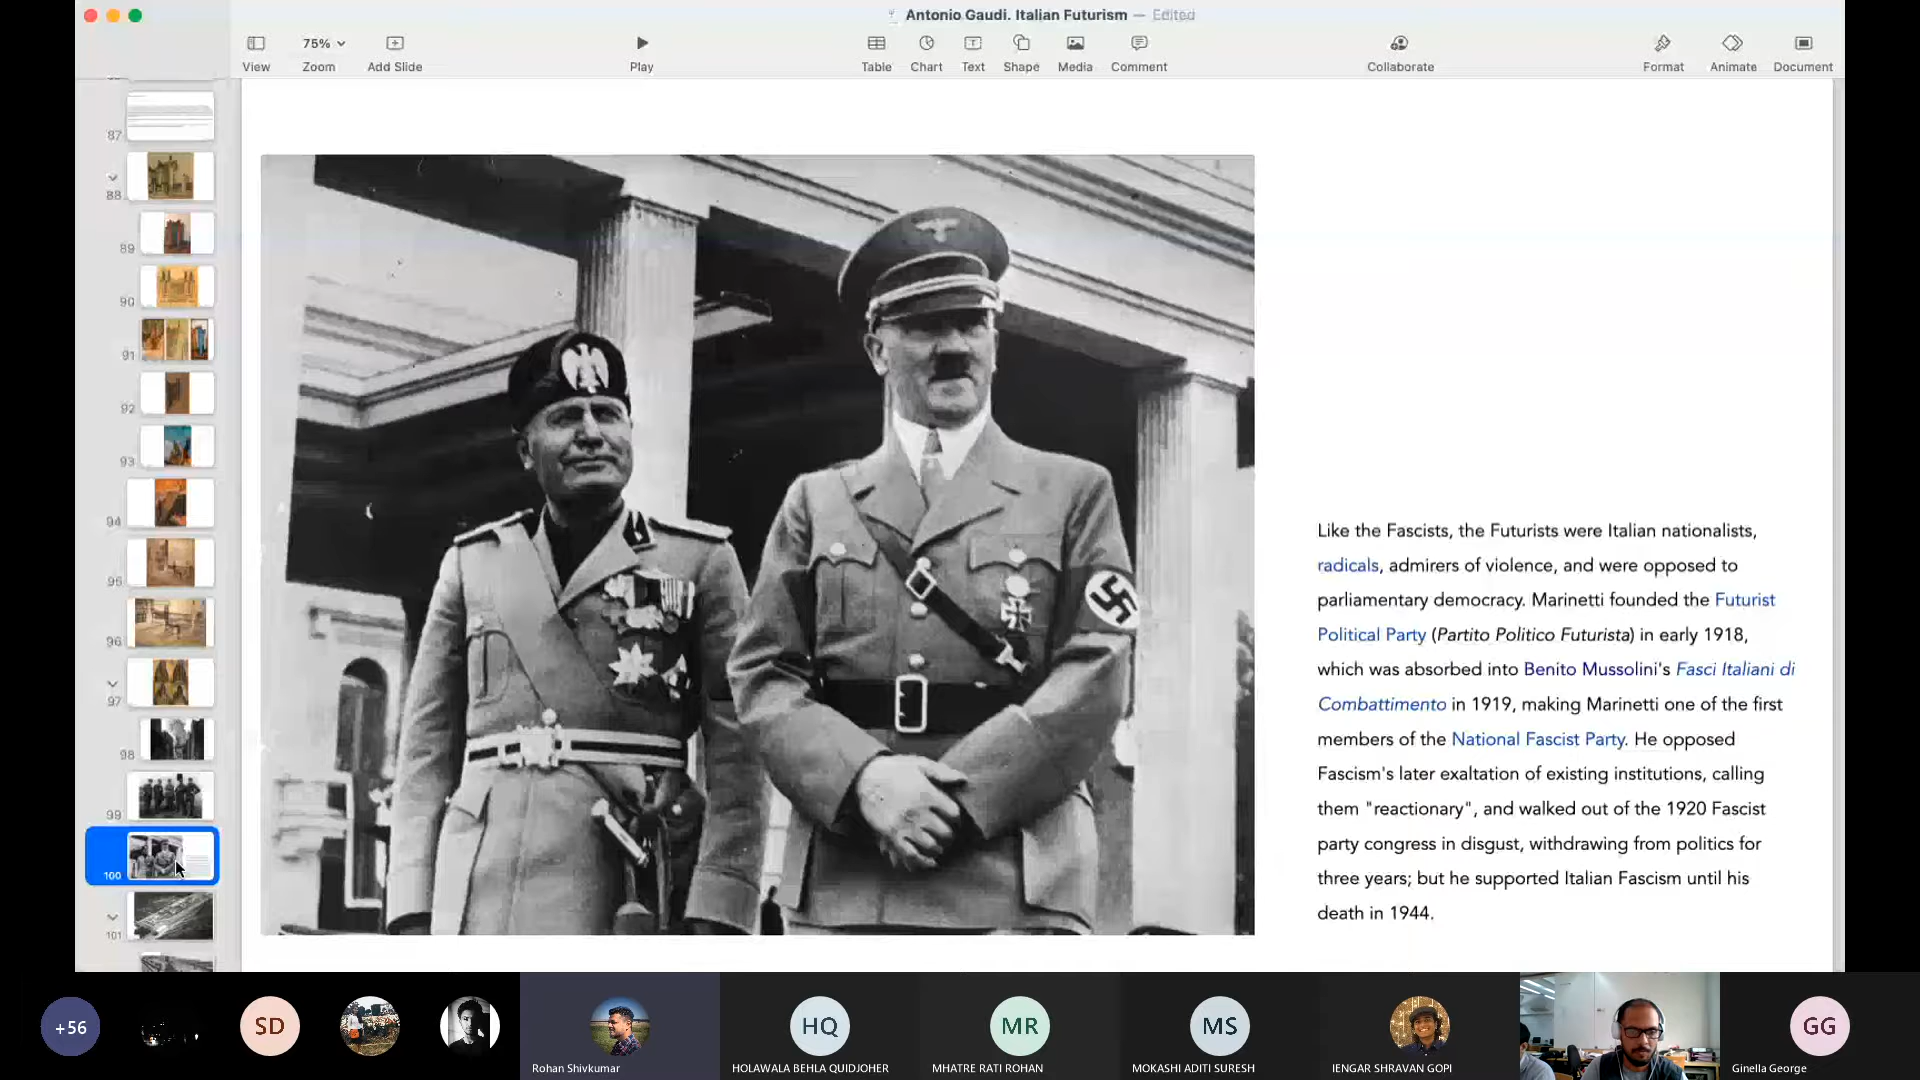 Antonio Gaudi. Italian Futurism — Edited
75%
View
Zoom
Add Slide
Play
Table
Chart
Text
Shape
Media
Comment
Collaborate
Format
Animate
Document
87
88
89
90
91
92
93
94
95
96
97
98
99
100
101
Like the Fascists, the Futurists were Italian nationalists,
radicals, admirers of violence, and were opposed to
parliamentary democracy. Marinetti founded the Futurist
Political Party (Partito Politico Futurista) in early 1918,
which was absorbed into Benito Mussolini's Fasci Italiani di
Combattimento in 1919, making Marinetti one of the first
members of the National Fascist Party. He opposed
Fascism's later exaltation of existing institutions, calling
them "reactionary", and walked out of the 1920 Fascist
party congress in disgust, withdrawing from politics for
three years; but he supported Italian Fascism until his
death in 1944.
+56
SD
HQ
MR
MS
GG
Rohan Shivkumar
HOLAWALA BEHLA QUIDJOHER
MHATRE RATI ROHAN
MOKASHI ADITI SURESH
IENGAR SHRAVAN GOPI
Ginella George